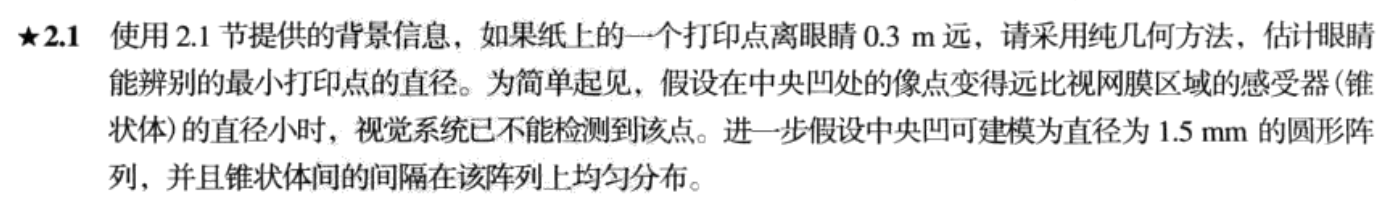 ★2.1 使用 2.1 节提供的背景信息，如果纸上的一个打印点离眼睛 0.3 m 远，请采用纯几何方法，估计眼睛
能辨别的最小打印点的直径。为简单起见，假设在中央凹处的像点变得远比视网膜区域的感受器(锥
状体)的直径小时，视觉系统已不能检测到该点。进一步假设中央凹可建模为直径为 1.5 mm 的圆形阵
列，并且锥状体间的间隔在该阵列上均匀分布。